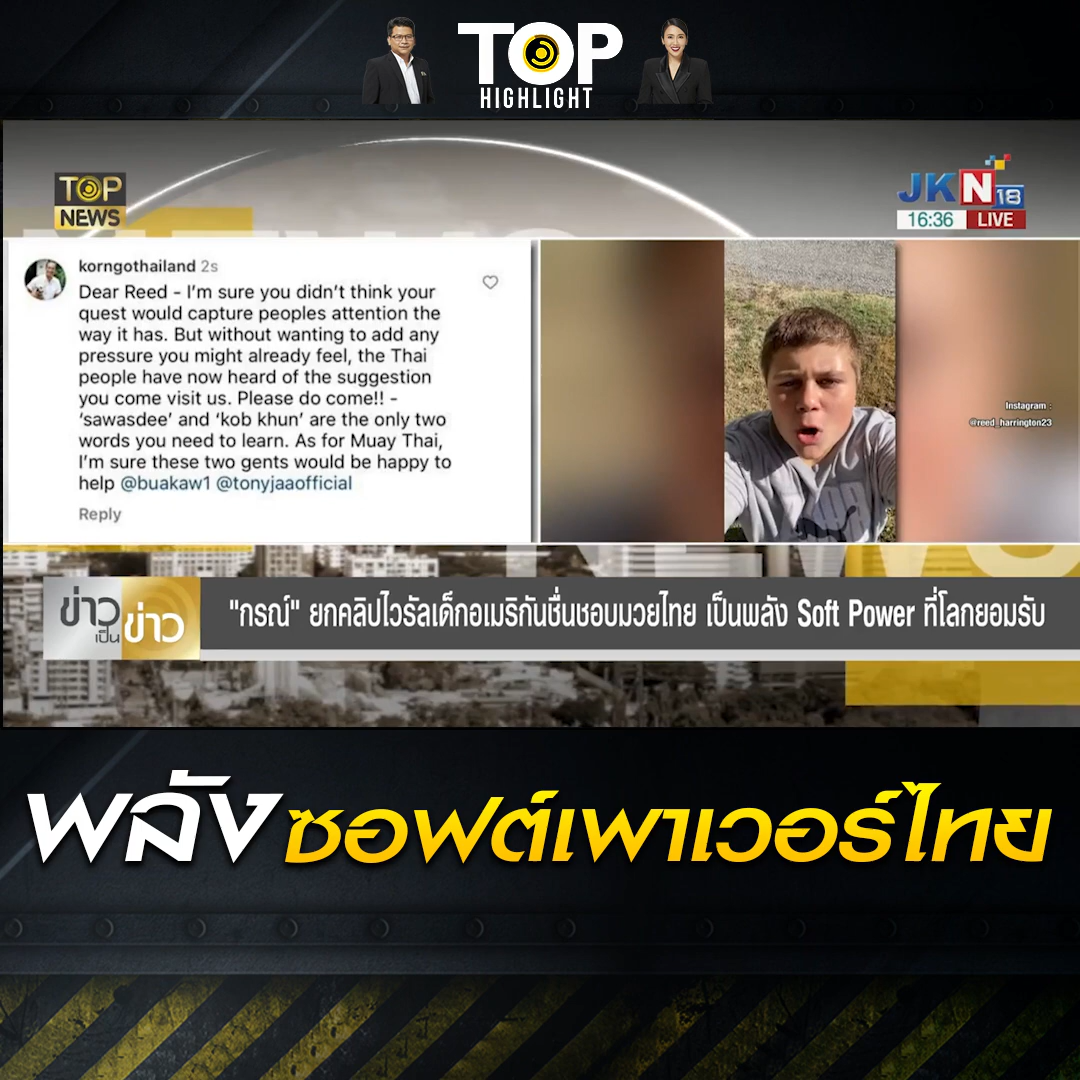 TOP
HIGHLIGHT
TOP
NEWS
JKN18
16:36 LIVE
korngothailand 2s
Dear Reed - I'm sure you didn't think your
quest would capture peoples attention the
way it has. But without wanting to add any
pressure you might already feel, the Thai
people have now heard of the suggestion
you come visit us. Please do come!! -
‘sawasdee’ and ‘kob khun’ are the only two
words you need to learn. As for Muay Thai,
I'm sure these two gents would be happy to
help @buakaw1 @tonyjaaofficial
Reply
Instagram :
@reed_harrington23
NEWS
ข่าวเป็นข่าว
"กรณ์" ยกคลิปไวรัลเด็กอเมริกันชื่นชอบมวยไทย เป็นพลัง Soft Power ที่โลกยอมรับ
พลังซอฟต์เพาเวอร์ไทย